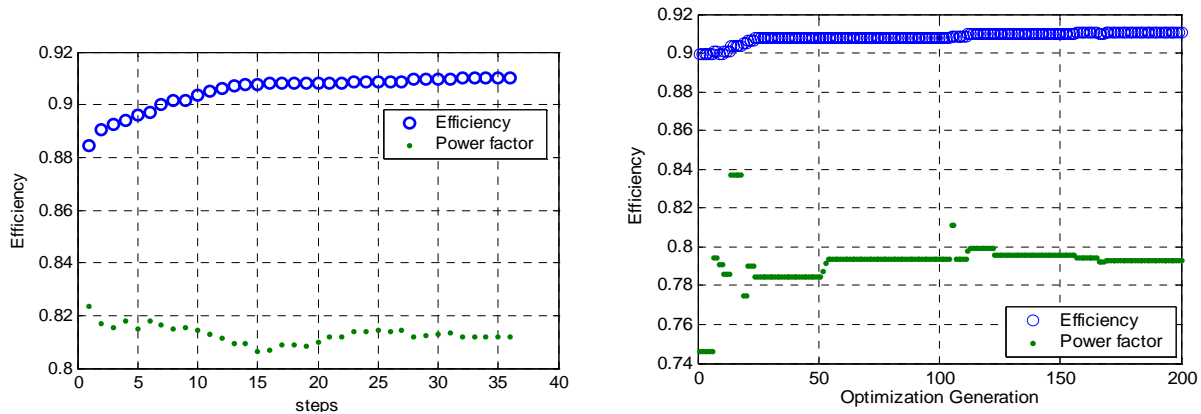 0.92
0.9
0.88
0.86
0.84
0.82
0.8
Efficiency
0 5 10 15 20 25 30 35 40
steps
Efficiency
Power factor
0.92
0.9
0.88
0.86
0.84
0.82
0.8
0.78
0.76
0.74
Efficiency
0 50 100 150 200
Optimization Generation
Efficiency
Power factor